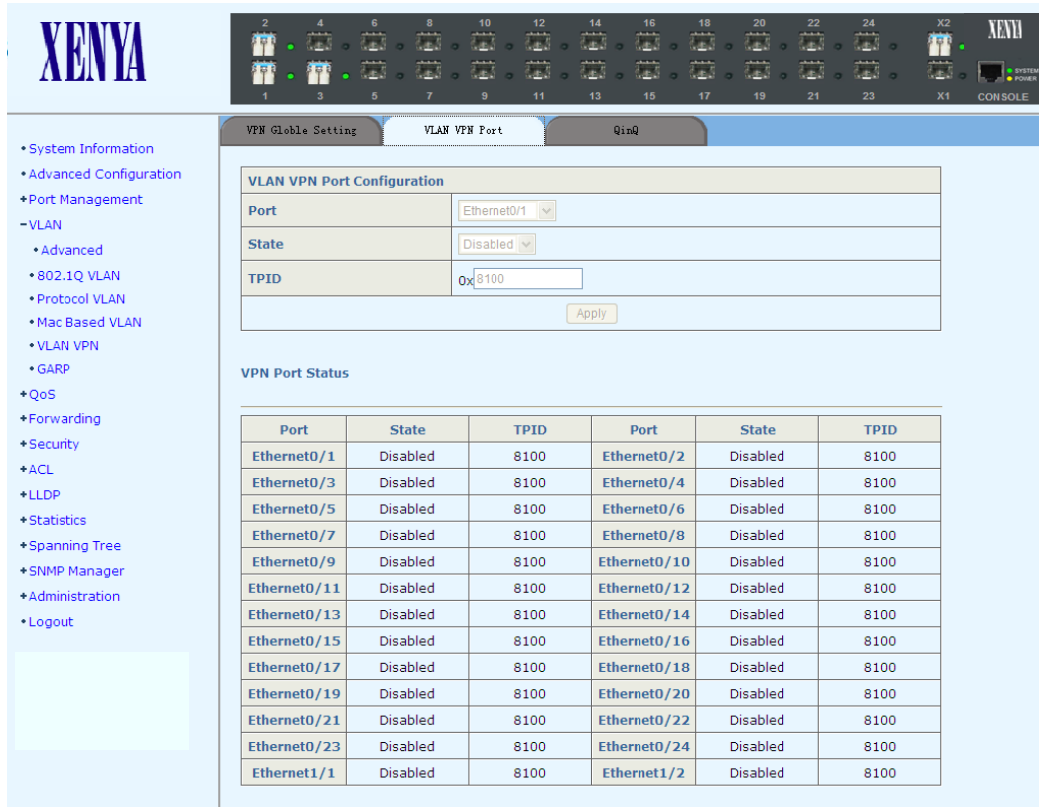 XENYA
2 4 6 8 10 12 14 16 18 20 22 24 X2
XENYA
SYSTEM
POWER
1 3 5 7 9 11 13 15 17 19 21 23 X1 CONSOLE
System Information
Advanced Configuration
+Port Management
-VLAN
Advanced
802.1Q VLAN
Protocol VLAN
Mac Based VLAN
VLAN VPN
GARP
+QoS
+Forwarding
+Security
+ACL
+LLDP
+Statistics
+Spanning Tree
+SNMP Manager
+Administration
Logout
VPN Globle Setting VLAN VPN Port QinQ
VLAN VPN Port Configuration
Port Ethernet0/1
State Disabled
TPID 0x 8100
Apply
VPN Port Status
Port State TPID Port State TPID
Ethernet0/1 Disabled 8100 Ethernet0/2 Disabled 8100
Ethernet0/3 Disabled 8100 Ethernet0/4 Disabled 8100
Ethernet0/5 Disabled 8100 Ethernet0/6 Disabled 8100
Ethernet0/7 Disabled 8100 Ethernet0/8 Disabled 8100
Ethernet0/9 Disabled 8100 Ethernet0/10 Disabled 8100
Ethernet0/11 Disabled 8100 Ethernet0/12 Disabled 8100
Ethernet0/13 Disabled 8100 Ethernet0/14 Disabled 8100
Ethernet0/15 Disabled 8100 Ethernet0/16 Disabled 8100
Ethernet0/17 Disabled 8100 Ethernet0/18 Disabled 8100
Ethernet0/19 Disabled 8100 Ethernet0/20 Disabled 8100
Ethernet0/21 Disabled 8100 Ethernet0/22 Disabled 8100
Ethernet0/23 Disabled 8100 Ethernet0/24 Disabled 8100
Ethernet1/1 Disabled 8100 Ethernet1/2 Disabled 8100